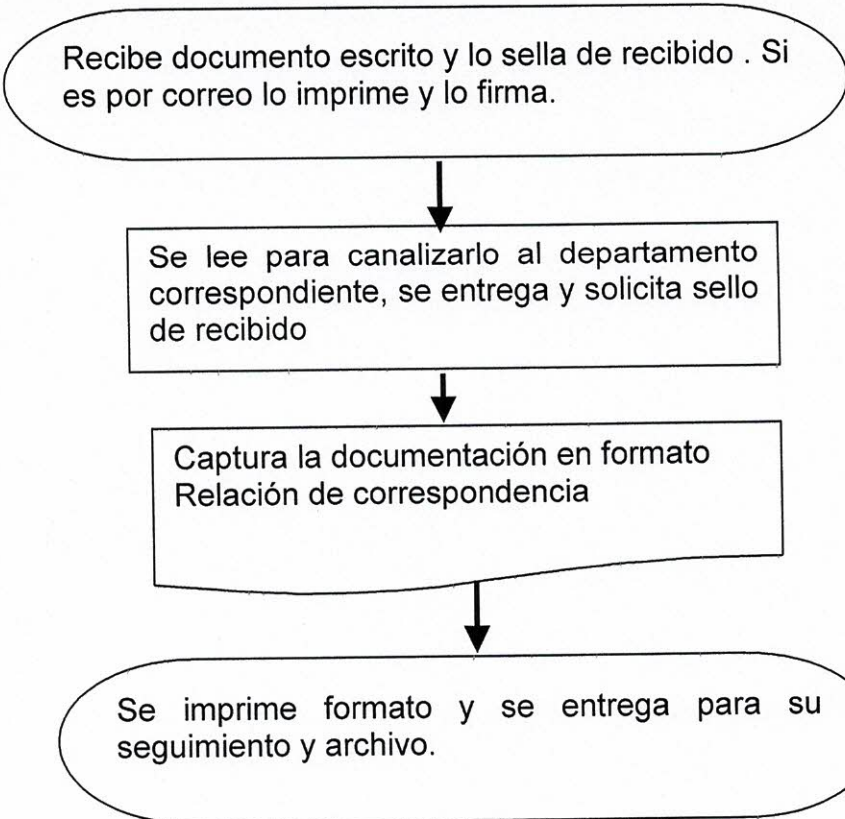 Recibe documento escrito y lo sella de recibido . Si
es por correo lo imprime y lo firma.
Se lee para canalizarlo al departamento
correspondiente, se entrega y solicita sello
de recibido
Captura la documentación en formato
Relación de correspondencia
Se imprime formato y se entrega para su
seguimiento y archivo.